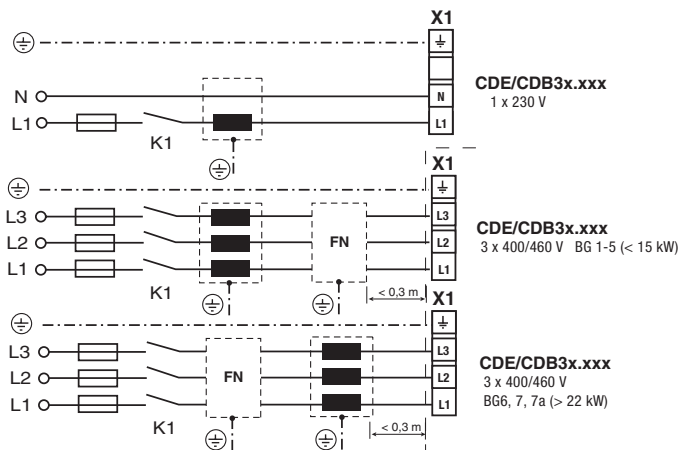 X1
N
L1
K1
N
L1
CDE/CDB3x.xxx
1 x 230 V
X1
L3
L2
L1
K1
FN
< 0,3 m
L3
L2
L1
CDE/CDB3x.xxx
3 x 400/460 V BG 1-5 (< 15 kW)
X1
L3
L2
L1
K1
FN
< 0,3 m
L3
L2
L1
CDE/CDB3x.xxx
3 x 400/460 V
BG6, 7, 7a (> 22 kW)